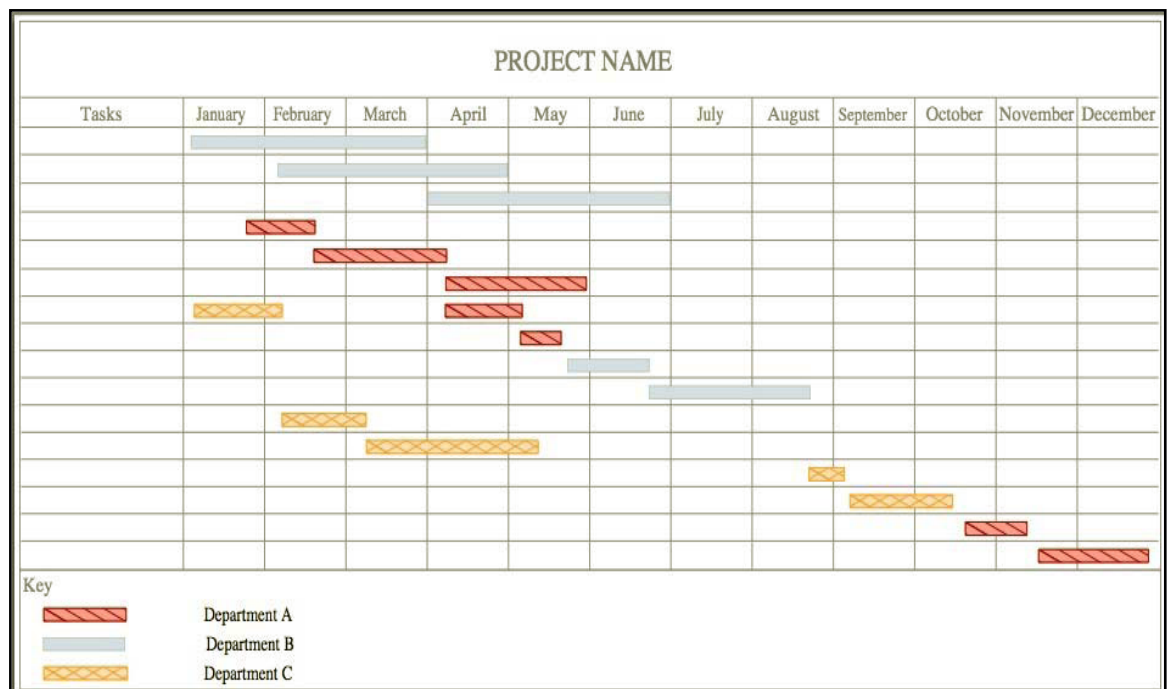 PROJECT NAME
Tasks January February March April May June July August September October November December
Key
Department A
Department B
Department C